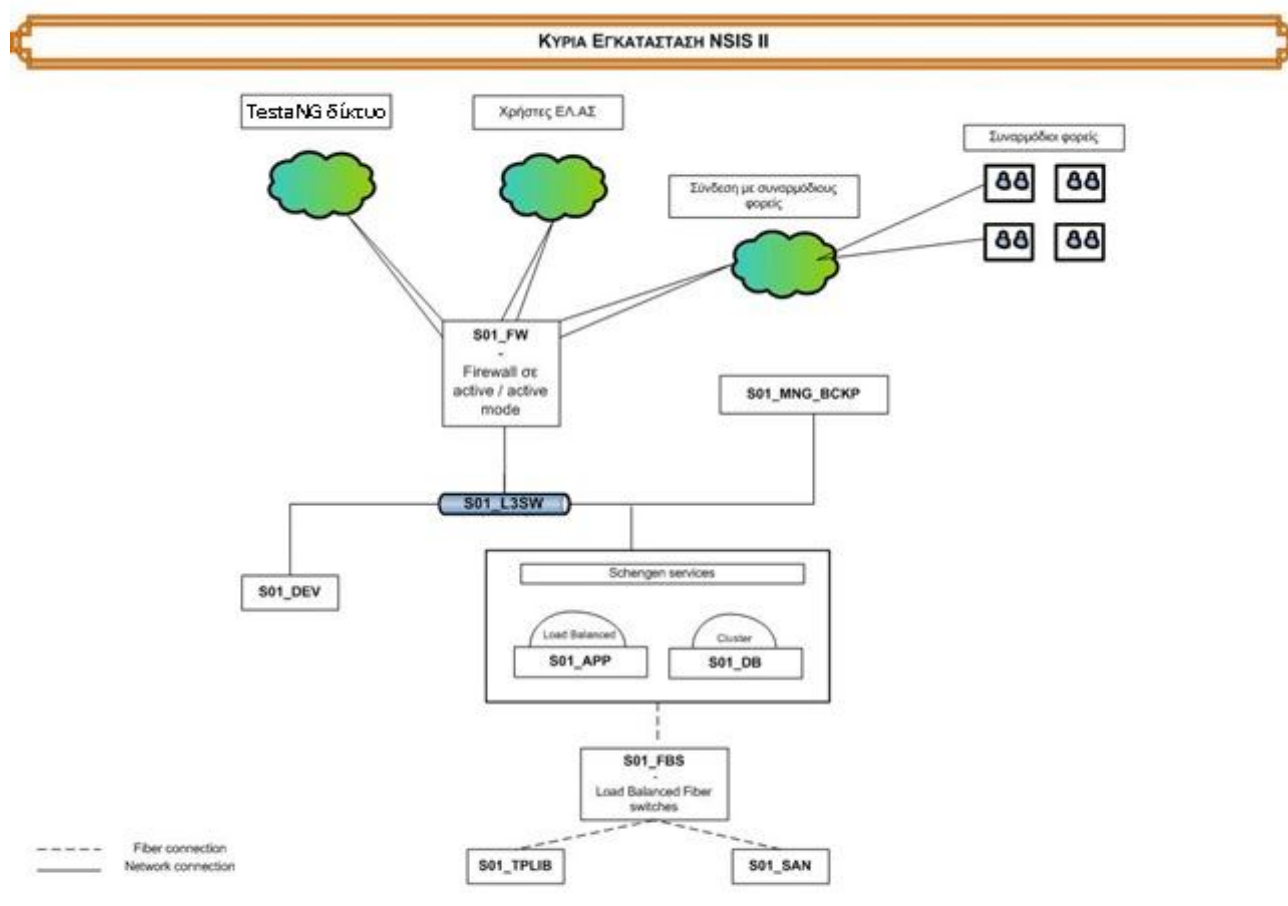 ΚΥΡΙΑ ΕΓΚΑΤΑΣΤΑΣΗ NSIS II
TestaNG δίκτυο
Χρήστες ΕΛ.ΑΣ
Συναρμόδιοι φορείς
Σύνδεση με συναρμόδιους
φορείς
S01_FW
-
Firewall σε
active / active
mode
S01_MNG_BCKP
S01_L3SW
S01_DEV
Schengen services
Load Balanced
S01_APP
Cluster
S01_DB
S01_FBS
-
Load Balanced Fiber
switches
Fiber connection
Network connection
S01_TPLIB
S01_SAN